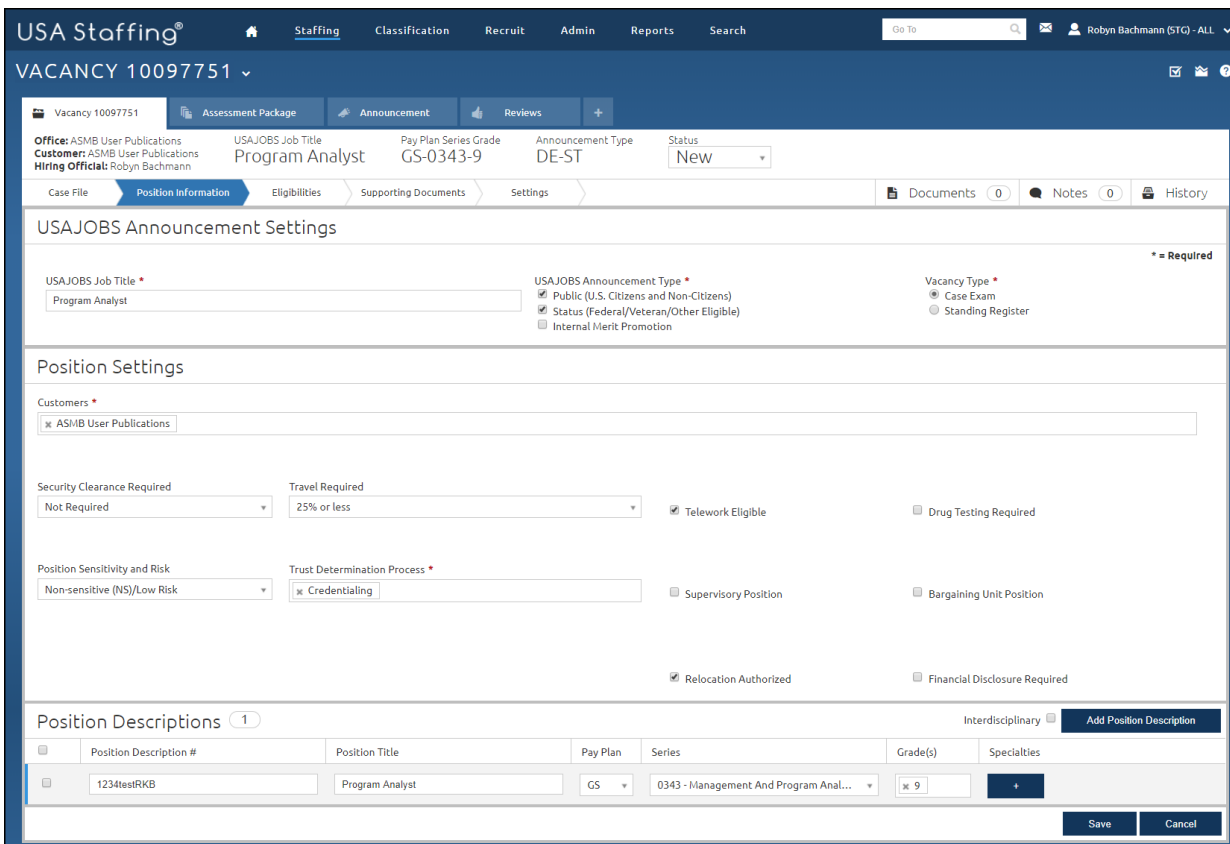 USA Staffing®
Staffing Classification Recruit Admin Reports Search
Go To
Robyn Bachmann (STG) - ALL
VACANCY 10097751
Vacancy 10097751 Assessment Package Announcement Reviews +
Office: ASMB User Publications
Customer: ASMB User Publications
Hiring Official: Robyn Bachmann
USAJOBS Job Title
Program Analyst
Pay Plan Series Grade
GS-0343-9
Announcement Type
DE-ST
Status
New
Case File Position Information Eligibilities Supporting Documents Settings
Documents 0 Notes 0 History
USAJOBS Announcement Settings
* = Required
USAJOBS Job Title *
Program Analyst
USAJOBS Announcement Type *
Public (U.S. Citizens and Non-Citizens)
Status (Federal/Veteran/Other Eligible)
Internal Merit Promotion
Vacancy Type *
Case Exam
Standing Register
Position Settings
Customers *
× ASMB User Publications
Security Clearance Required
Not Required
Travel Required
25% or less
Telework Eligible
Drug Testing Required
Position Sensitivity and Risk
Non-sensitive (NS)/Low Risk
Trust Determination Process *
× Credentialing
Supervisory Position
Bargaining Unit Position
Relocation Authorized
Financial Disclosure Required
Position Descriptions 1
Interdisciplinary
Add Position Description
Position Description # Position Title Pay Plan Series Grade(s) Specialties
1234testRKB Program Analyst GS 0343 - Management And Program Anal... × 9 +
Save Cancel